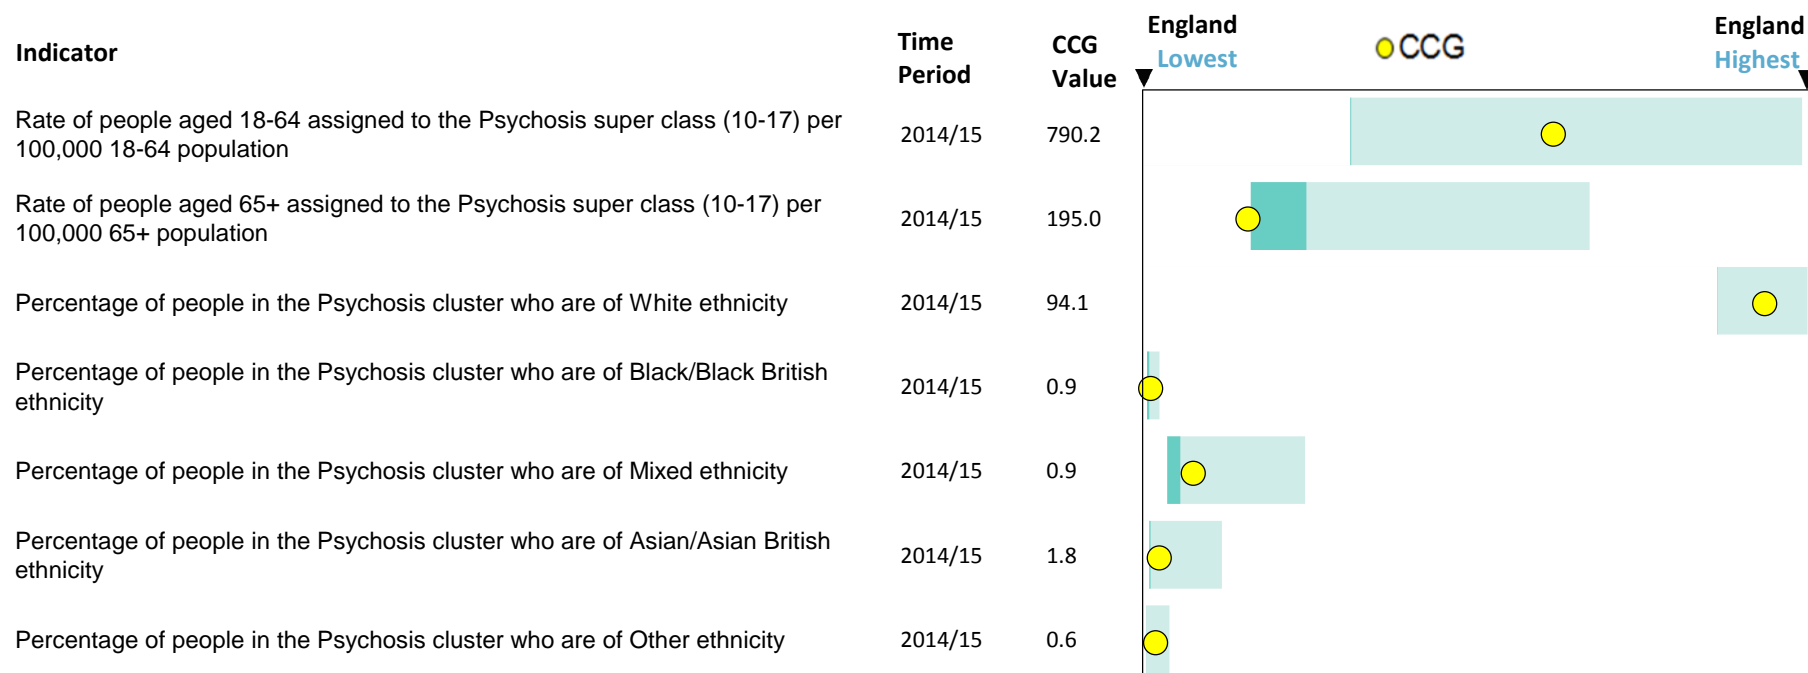 Indicator
Time
Period
CCG
Value
England
Lowest
CCG
England
Highest
Rate of people aged 18-64 assigned to the Psychosis super class (10-17) per
100,000 18-64 population
2014/15
790.2
Rate of people aged 65+ assigned to the Psychosis super class (10-17) per
100,000 65+ population
2014/15
195.0
Percentage of people in the Psychosis cluster who are of White ethnicity
2014/15
94.1
Percentage of people in the Psychosis cluster who are of Black/Black British
ethnicity
2014/15
0.9
Percentage of people in the Psychosis cluster who are of Mixed ethnicity
2014/15
0.9
Percentage of people in the Psychosis cluster who are of Asian/Asian British
ethnicity
2014/15
1.8
Percentage of people in the Psychosis cluster who are of Other ethnicity
2014/15
0.6